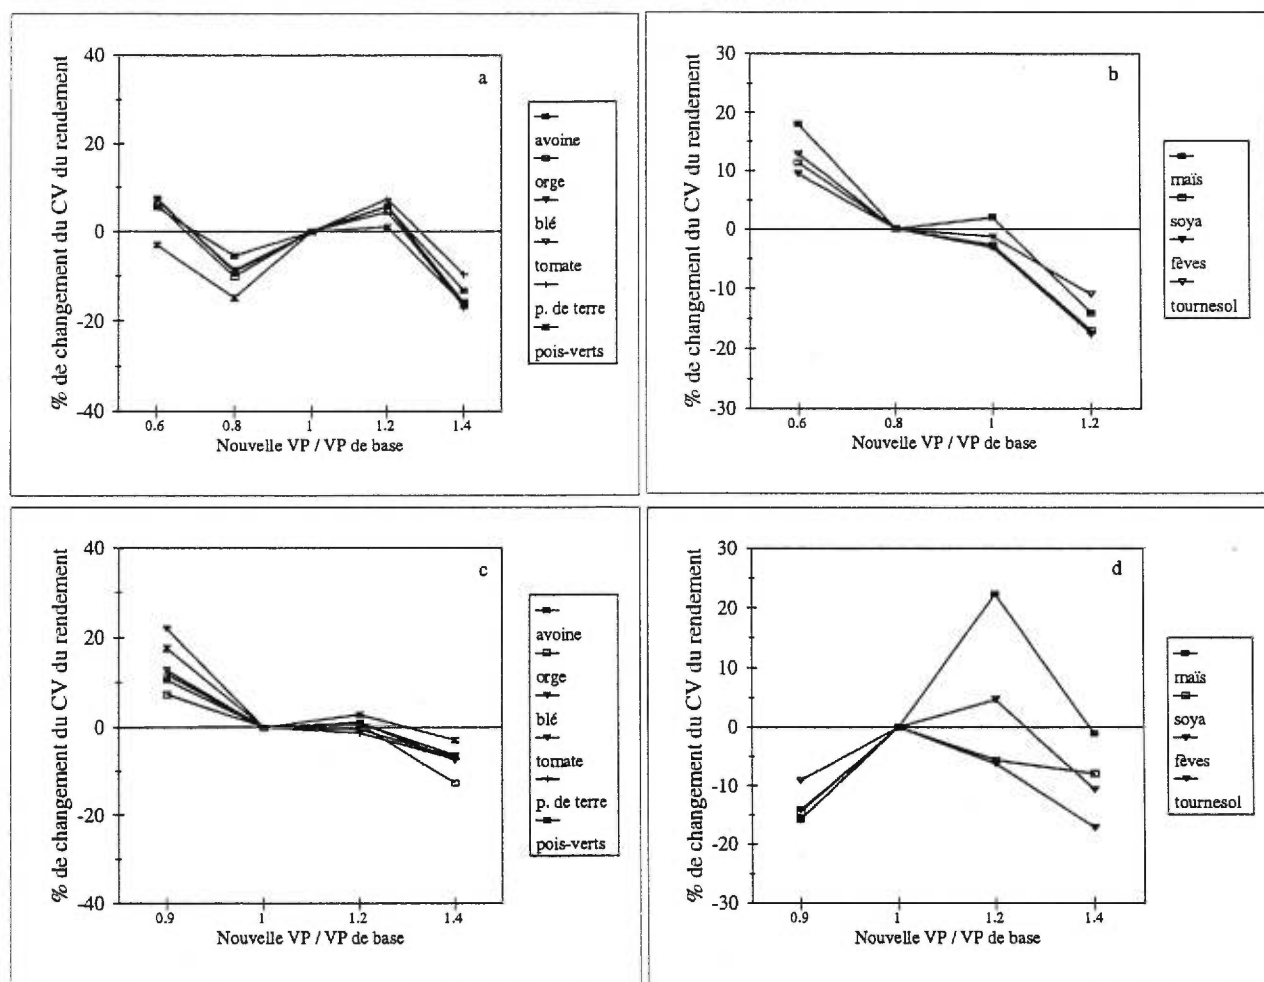 % de changement du CV du rendement
40
20
0
-20
-40
a
0.6 0.8 1 1.2 1.4
Nouvelle VP / VP de base
avoine
orge
blé
tomate
p. de terre
pois-verts
% de changement du CV du rendement
30
20
10
0
-10
-20
-30
b
0.6 0.8 1 1.2
Nouvelle VP / VP de base
maïs
soya
fèves
tournesol
% de changement du CV du rendement
40
20
0
-20
-40
c
0.9 1 1.2 1.4
Nouvelle VP / VP de base
avoine
orge
blé
tomate
p. de terre
pois-verts
% de changement du CV du rendement
30
20
10
0
-10
-20
-30
d
0.9 1 1.2 1.4
Nouvelle VP / VP de base
maïs
soya
fèves
tournesol